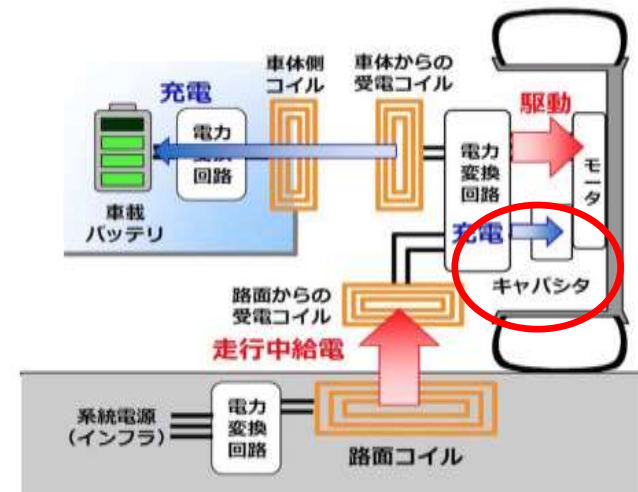 車体側
コイル
車体からの
受電コイル
充電
駆動
電力
変換
回路
電力
変換
回路
モータ
車載
バッテリ
充電
キャパシタ
路面からの
受電コイル
走行中給電
系統電源
(インフラ)
電力
変換
回路
路面コイル